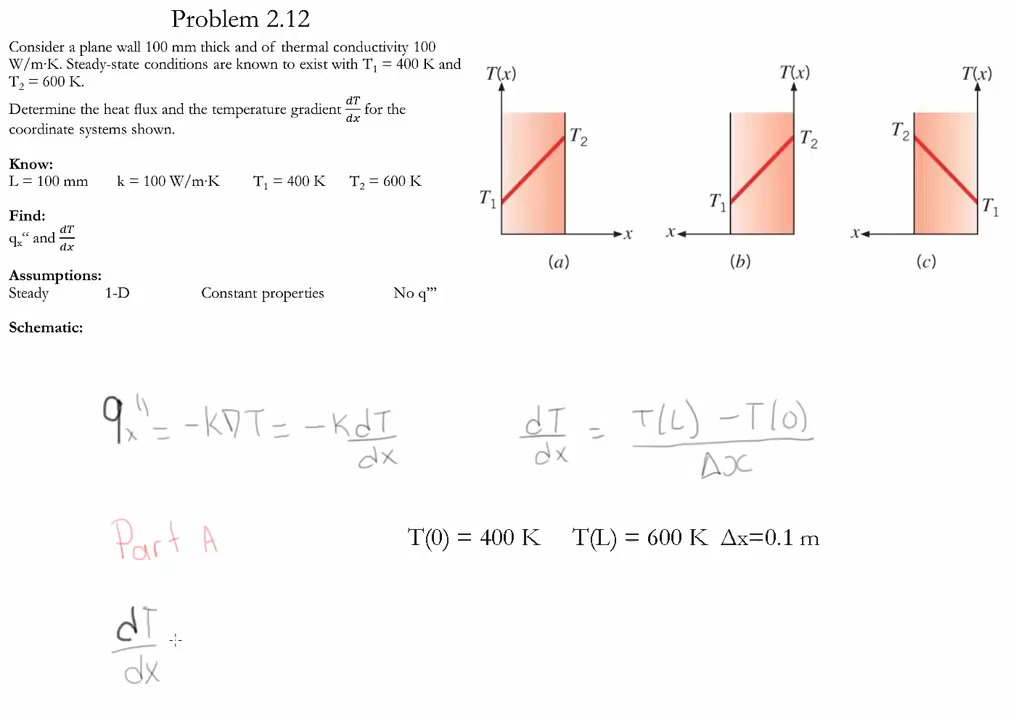 Problem 2.12
Consider a plane wall 100 mm thick and of thermal conductivity 100
W/m·K. Steady-state conditions are known to exist with T₁ = 400 K and
T₂ = 600 K.
Determine the heat flux and the temperature gradient dT/dx for the
coordinate systems shown.
Know:
L = 100 mm k = 100 W/m·K T₁ = 400 K T₂ = 600 K
Find:
qₓ“ and dT/dx
Assumptions:
Steady 1-D Constant properties No q”’
Schematic:
T(x) T(x) T(x)
T₂ T₂ T₂
T₁ T₁ T₁
x x x
(a) (b) (c)
qₓ'' = -k∇T = -k dT/dx dT/dx = T(L) - T(0)/Δx
Part A T(0) = 400 K T(L) = 600 K Δx=0.1 m
dT/dx